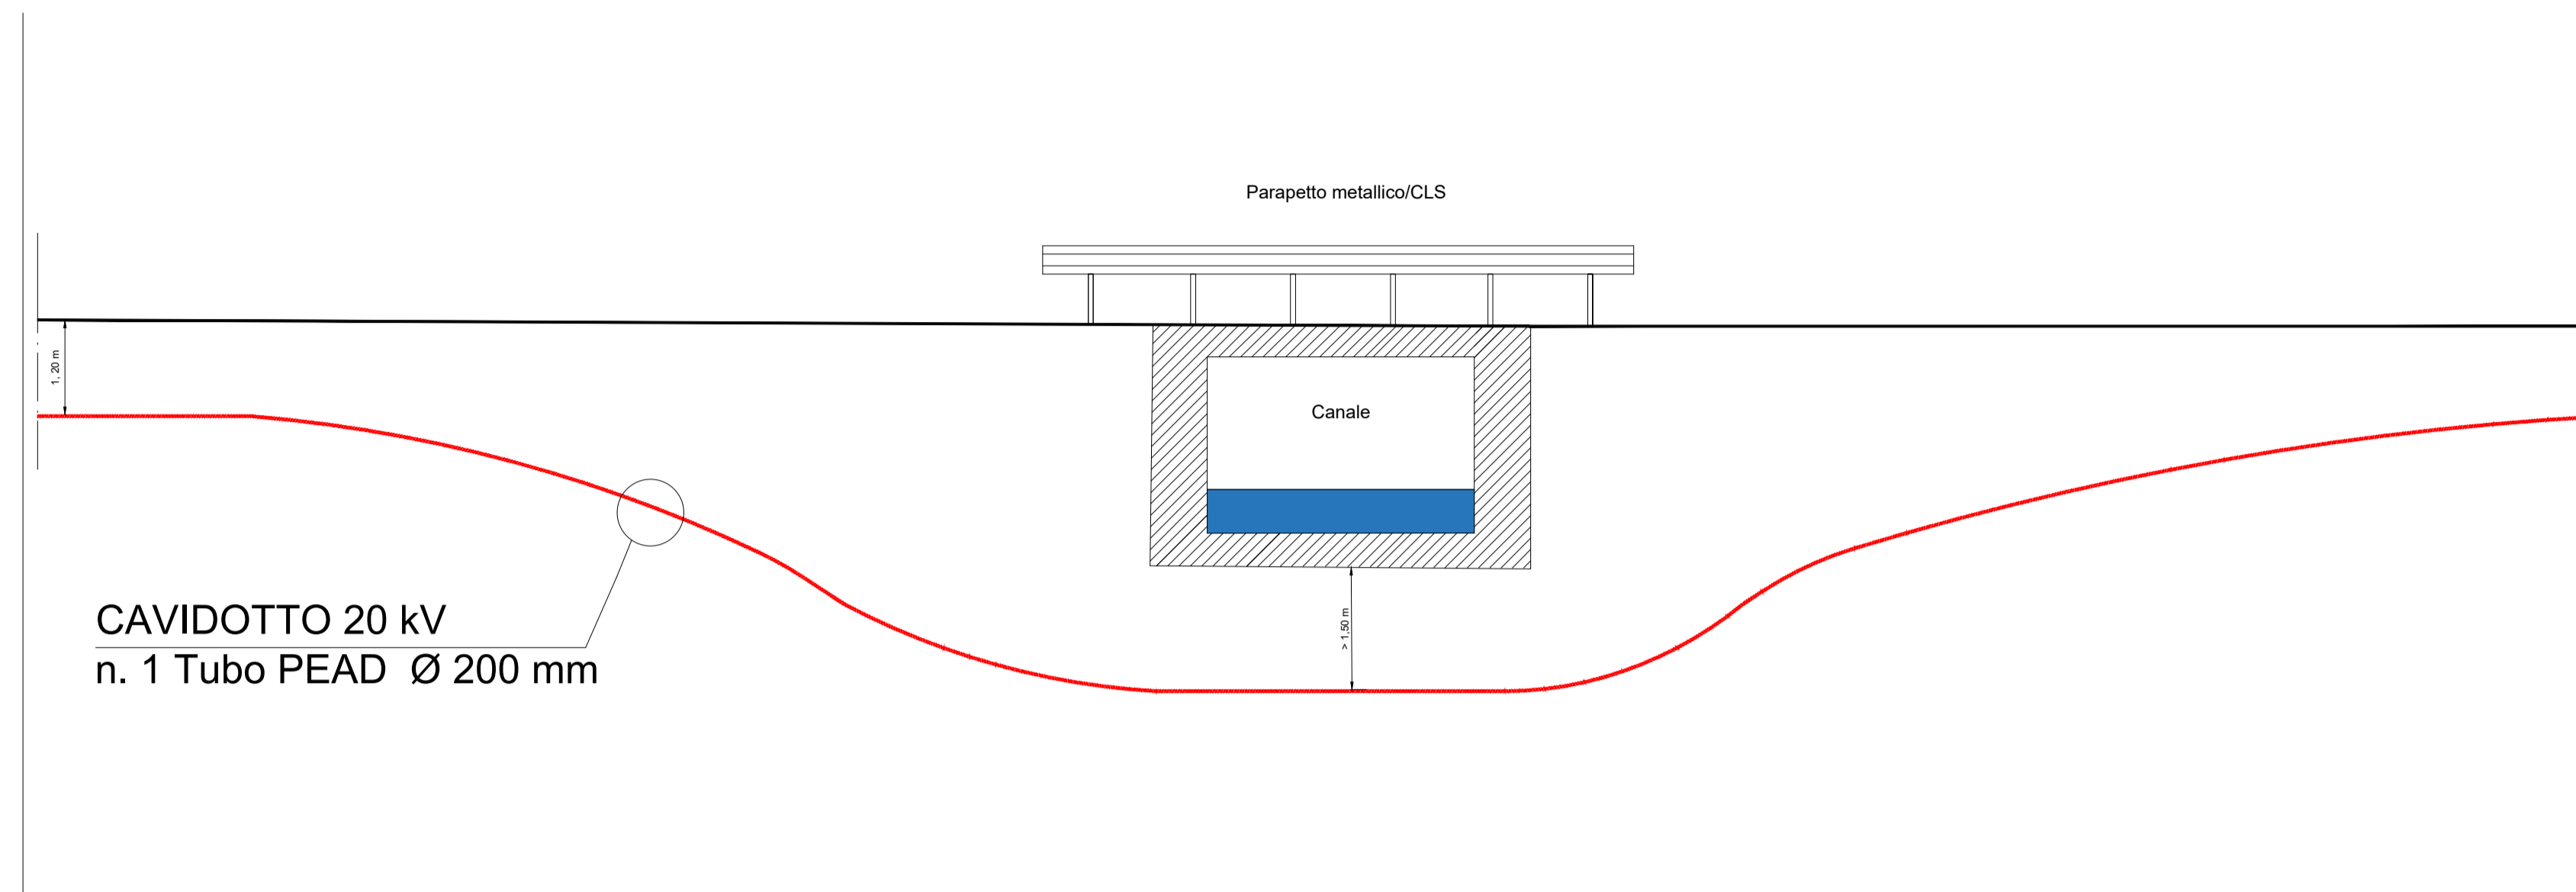 Parapetto metallico/CLS
1, 20 m
Canale
> 1,50 m
CAVIDOTTO 20 kV
n. 1 Tubo PEAD Ø 200 mm